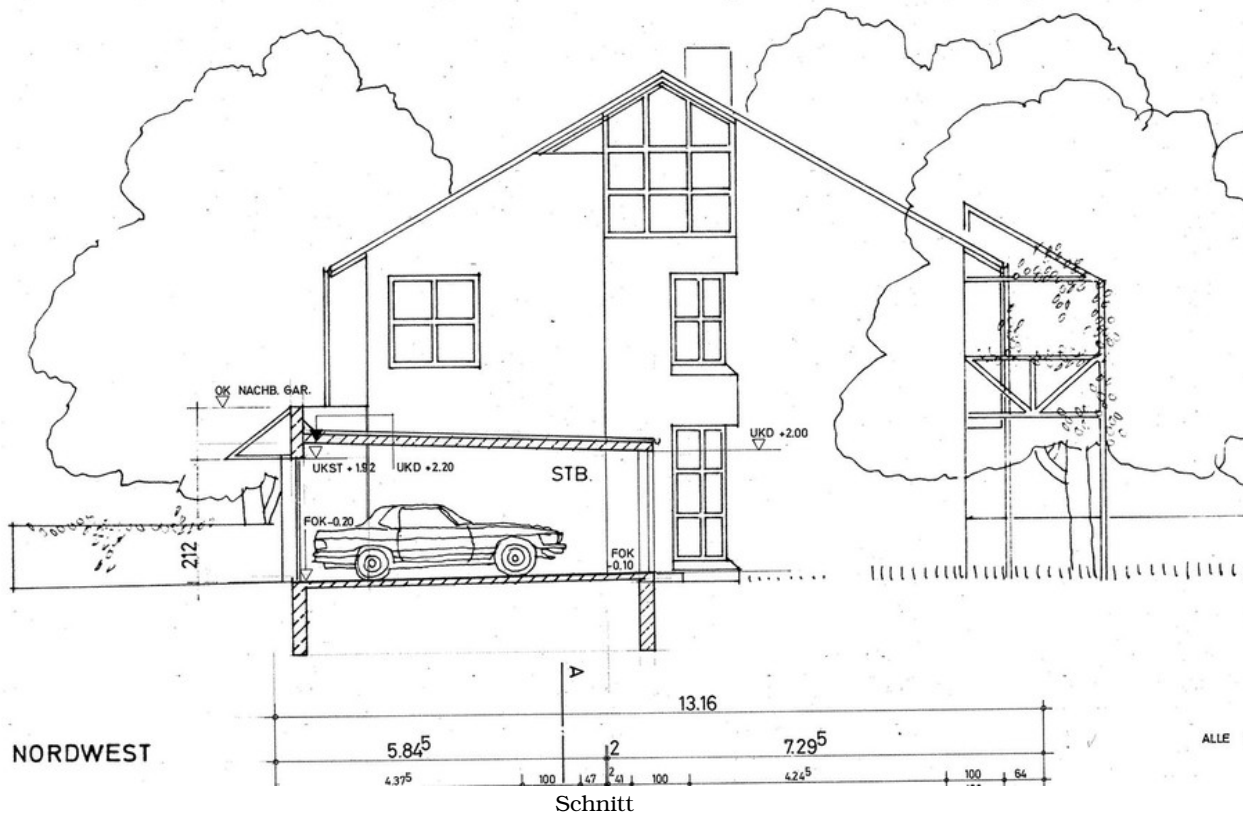 OK NACHB. GAR.
UKD +2.00
UKST + 1.92
UKD +2.20
STB.
FOK-0.20
FOK
-0.10
212
A
13.16
NORDWEST
5.84⁵
2
7.29⁵
ALLE
4.37⁵
100
47
2
41
100
4.24⁵
100
64
Schnitt